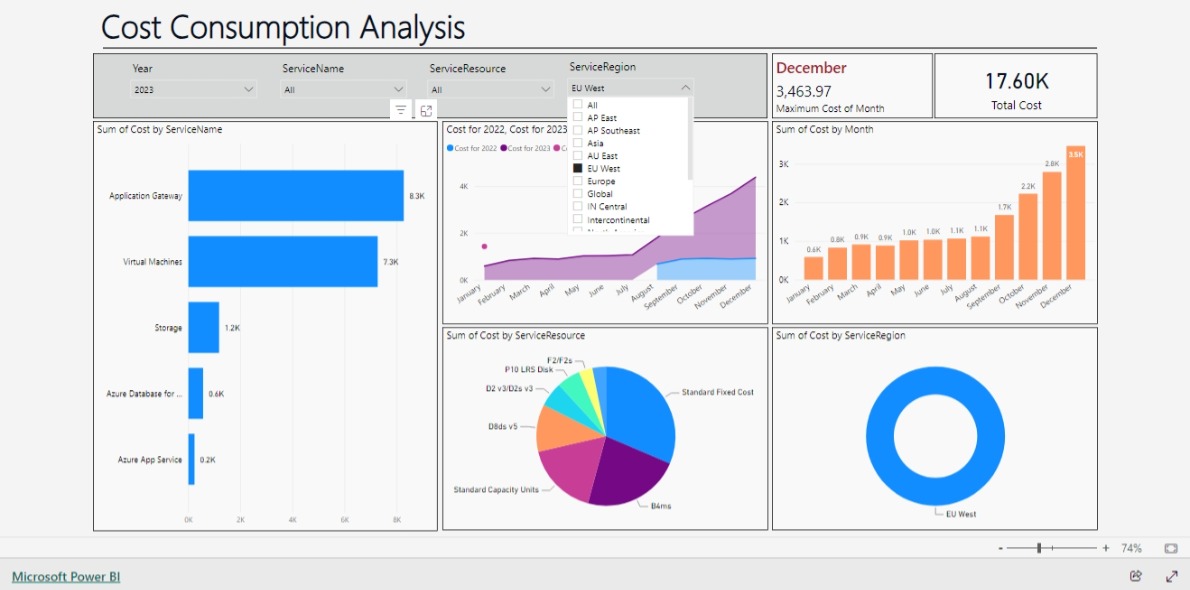 Cost Consumption Analysis
Year
2023
ServiceName
All
ServiceResource
All
ServiceRegion
EU West
All
AP East
AP Southeast
Asia
AU East
EU West
Europe
Global
IN Central
Intercontinental
December
3,463.97
Maximum Cost of Month
17.60K
Total Cost
Sum of Cost by ServiceName
Application Gateway
8.3K
Virtual Machines
7.3K
Storage
1.2K
Azure Database for ...
0.6K
Azure App Service
0.2K
0K 2K 4K 6K 8K
Cost for 2022, Cost for 2023
Cost for 2022 Cost for 2023
4K
2K
0K
January February March April May June July August September October November December
Sum of Cost by Month
3K
2K
1K
0K
0.6K 0.8K 0.9K 0.9K 1.0K 1.0K 1.1K 1.1K 1.7K 2.2K 2.8K 3.5K
January February March April May June July August September October November December
Sum of Cost by ServiceResource
F2/F2s
P10 LRS Disk
D2 v3/D2s v3
D8ds v5
Standard Capacity Units
Standard Fixed Cost
B4ms
Sum of Cost by ServiceRegion
EU West
- + 74%
Microsoft Power BI